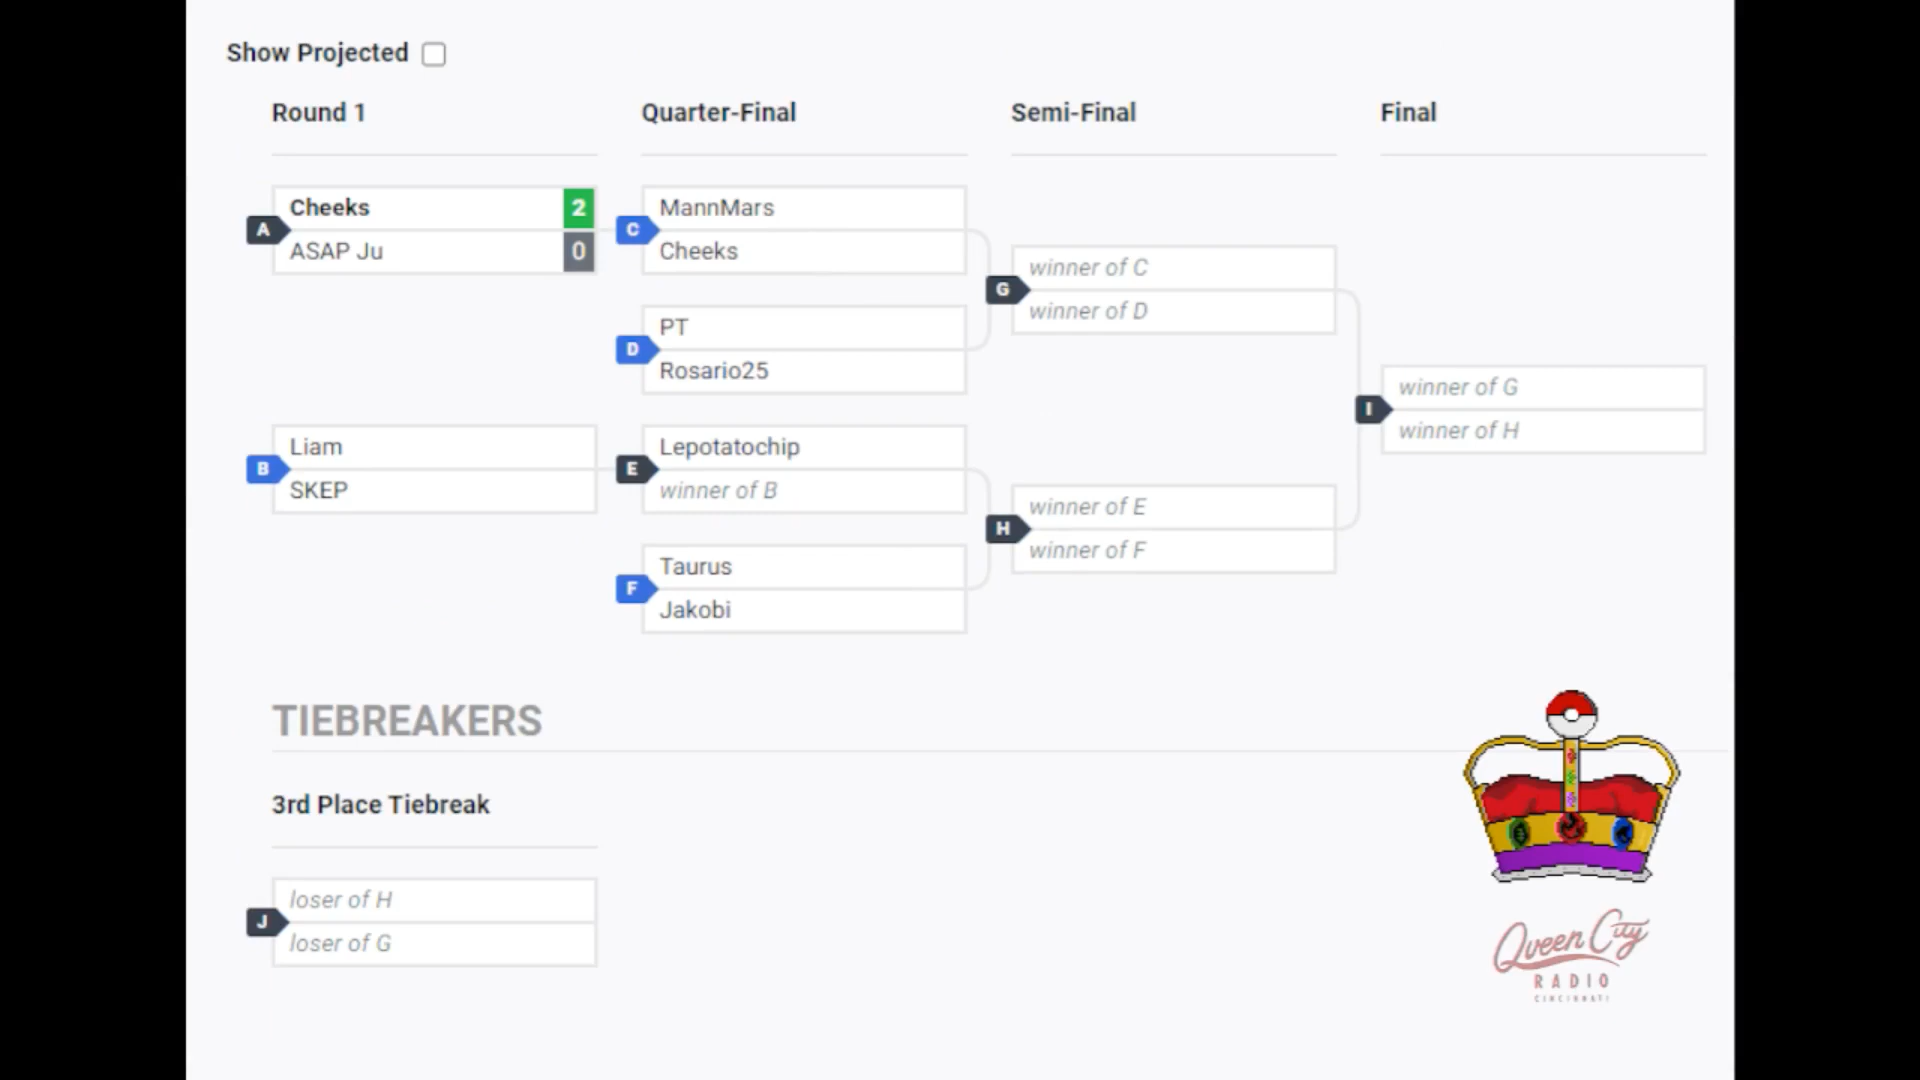 Show Projected
Round 1
Quarter-Final
Semi-Final
Final
A
Cheeks 2
ASAP Ju 0
C
MannMars
Cheeks
G
winner of C
winner of D
D
PT
Rosario25
I
winner of G
winner of H
B
Liam
SKEP
E
Lepotatochip
winner of B
H
winner of E
winner of F
F
Taurus
Jakobi
TIEBREAKERS
3rd Place Tiebreak
J
loser of H
loser of G
Queen City
RADIO
CINCINNATI